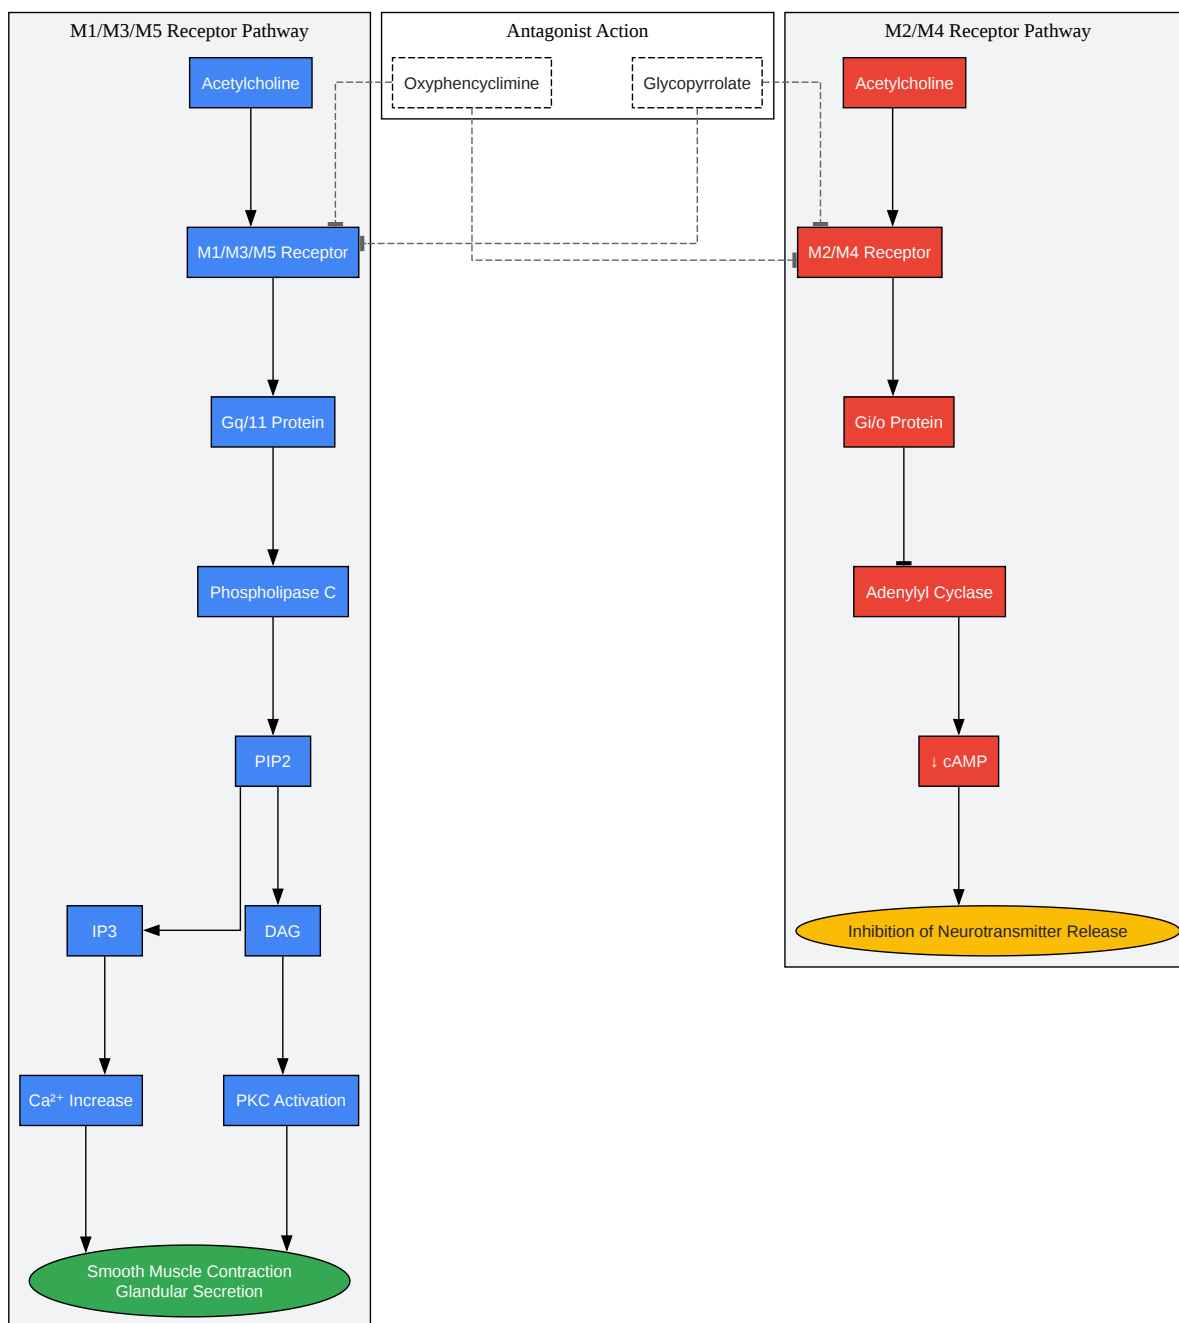 M1/M3/M5 Receptor Pathway
Acetylcholine
M1/M3/M5 Receptor
Gq/11 Protein
Phospholipase C
PIP2
IP3
DAG
Ca²⁺ Increase
PKC Activation
Smooth Muscle Contraction
Glandular Secretion
Antagonist Action
Oxyphencyclimine
Glycopyrrolate
M2/M4 Receptor Pathway
Acetylcholine
M2/M4 Receptor
Gi/o Protein
Adenylyl Cyclase
↓ cAMP
Inhibition of Neurotransmitter Release